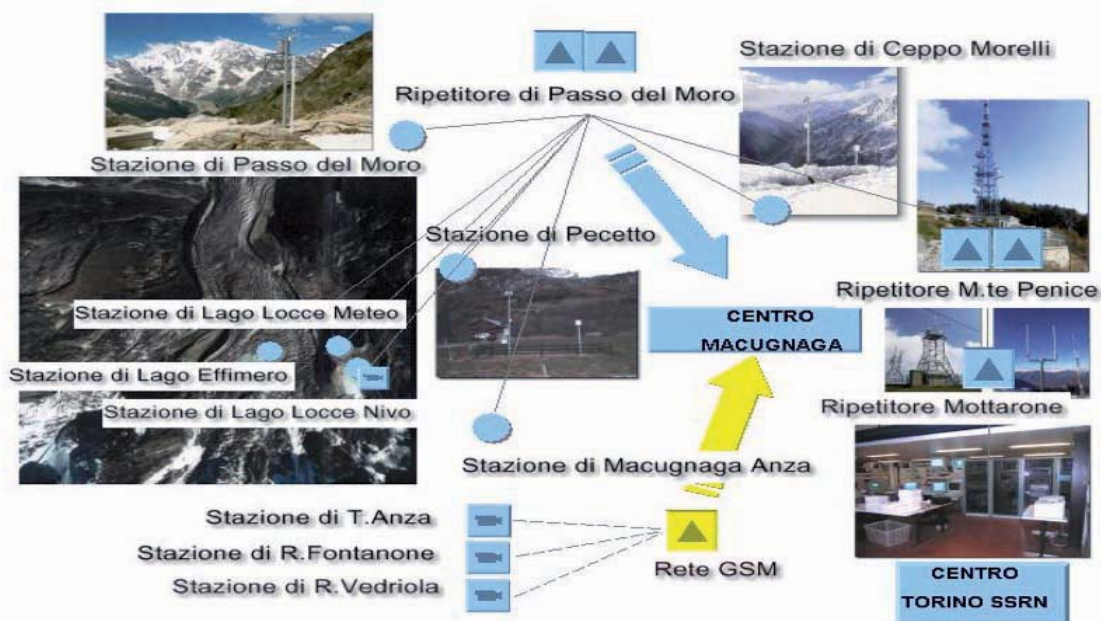 Stazione di Ceppo Morelli
Ripetitore di Passo del Moro
Stazione di Passo del Moro
Stazione di Pecetto
Stazione di Lago Locce Meteo
Ripetitore M.te Penice
CENTRO
MACUGNAGA
Stazione di Lago Effimero
Stazione di Lago Locce Nivo
Ripetitore Mottarone
Stazione di Macugnaga Anza
Stazione di T.Anza
Stazione di R.Fontanone
Stazione di R.Vedriola
Rete GSM
CENTRO
TORINO SSRN